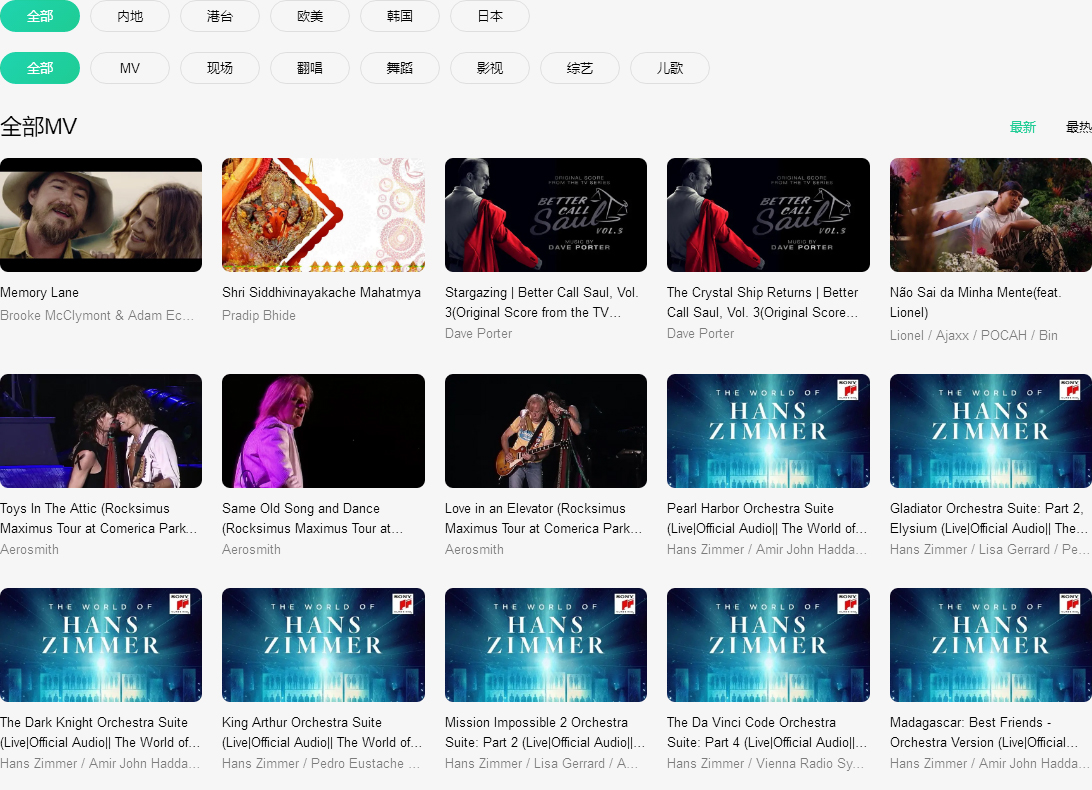 全部 内地 港台 欧美 韩国 日本
全部 MV 现场 翻唱 舞蹈 影视 综艺 儿歌
全部MV 最新 最热
ORIGINAL SCORE
FROM THE TV SERIES
BETTER
CALL
Saul
VOL.3
MUSIC BY
DAVE PORTER
ORIGINAL SCORE
FROM THE TV SERIES
BETTER
CALL
Saul
VOL.3
MUSIC BY
DAVE PORTER
Memory Lane
Brooke McClymont & Adam Ec...
Shri Siddhivinayakache Mahatmya
Pradip Bhide
Stargazing | Better Call Saul, Vol.
3(Original Score from the TV...
Dave Porter
The Crystal Ship Returns | Better
Call Saul, Vol. 3(Original Score...
Dave Porter
Não Sai da Minha Mente(feat.
Lionel)
Lionel / Ajaxx / POCAH / Bin
SONY
THE WORLD OF
HANS
ZIMMER
SONY
THE WORLD OF
HANS
ZIMMER
Toys In The Attic (Rocksimus
Maximus Tour at Comerica Park...
Aerosmith
Same Old Song and Dance
(Rocksimus Maximus Tour at...
Aerosmith
Love in an Elevator (Rocksimus
Maximus Tour at Comerica Park...
Aerosmith
Pearl Harbor Orchestra Suite
(Live|Official Audio|| The World of...
Hans Zimmer / Amir John Hadda...
Gladiator Orchestra Suite: Part 2,
Elysium (Live|Official Audio|| The...
Hans Zimmer / Lisa Gerrard / Pe...
SONY
THE WORLD OF
HANS
ZIMMER
SONY
THE WORLD OF
HANS
ZIMMER
SONY
THE WORLD OF
HANS
ZIMMER
SONY
THE WORLD OF
HANS
ZIMMER
SONY
THE WORLD OF
HANS
ZIMMER
The Dark Knight Orchestra Suite
(Live|Official Audio|| The World of...
Hans Zimmer / Amir John Hadda...
King Arthur Orchestra Suite
(Live|Official Audio|| The World of...
Hans Zimmer / Pedro Eustache ...
Mission Impossible 2 Orchestra
Suite: Part 2 (Live|Official Audio||...
Hans Zimmer / Lisa Gerrard / A...
The Da Vinci Code Orchestra
Suite: Part 4 (Live|Official Audio||...
Hans Zimmer / Vienna Radio Sy...
Madagascar: Best Friends -
Orchestra Version (Live|Official...
Hans Zimmer / Amir John Hadda...